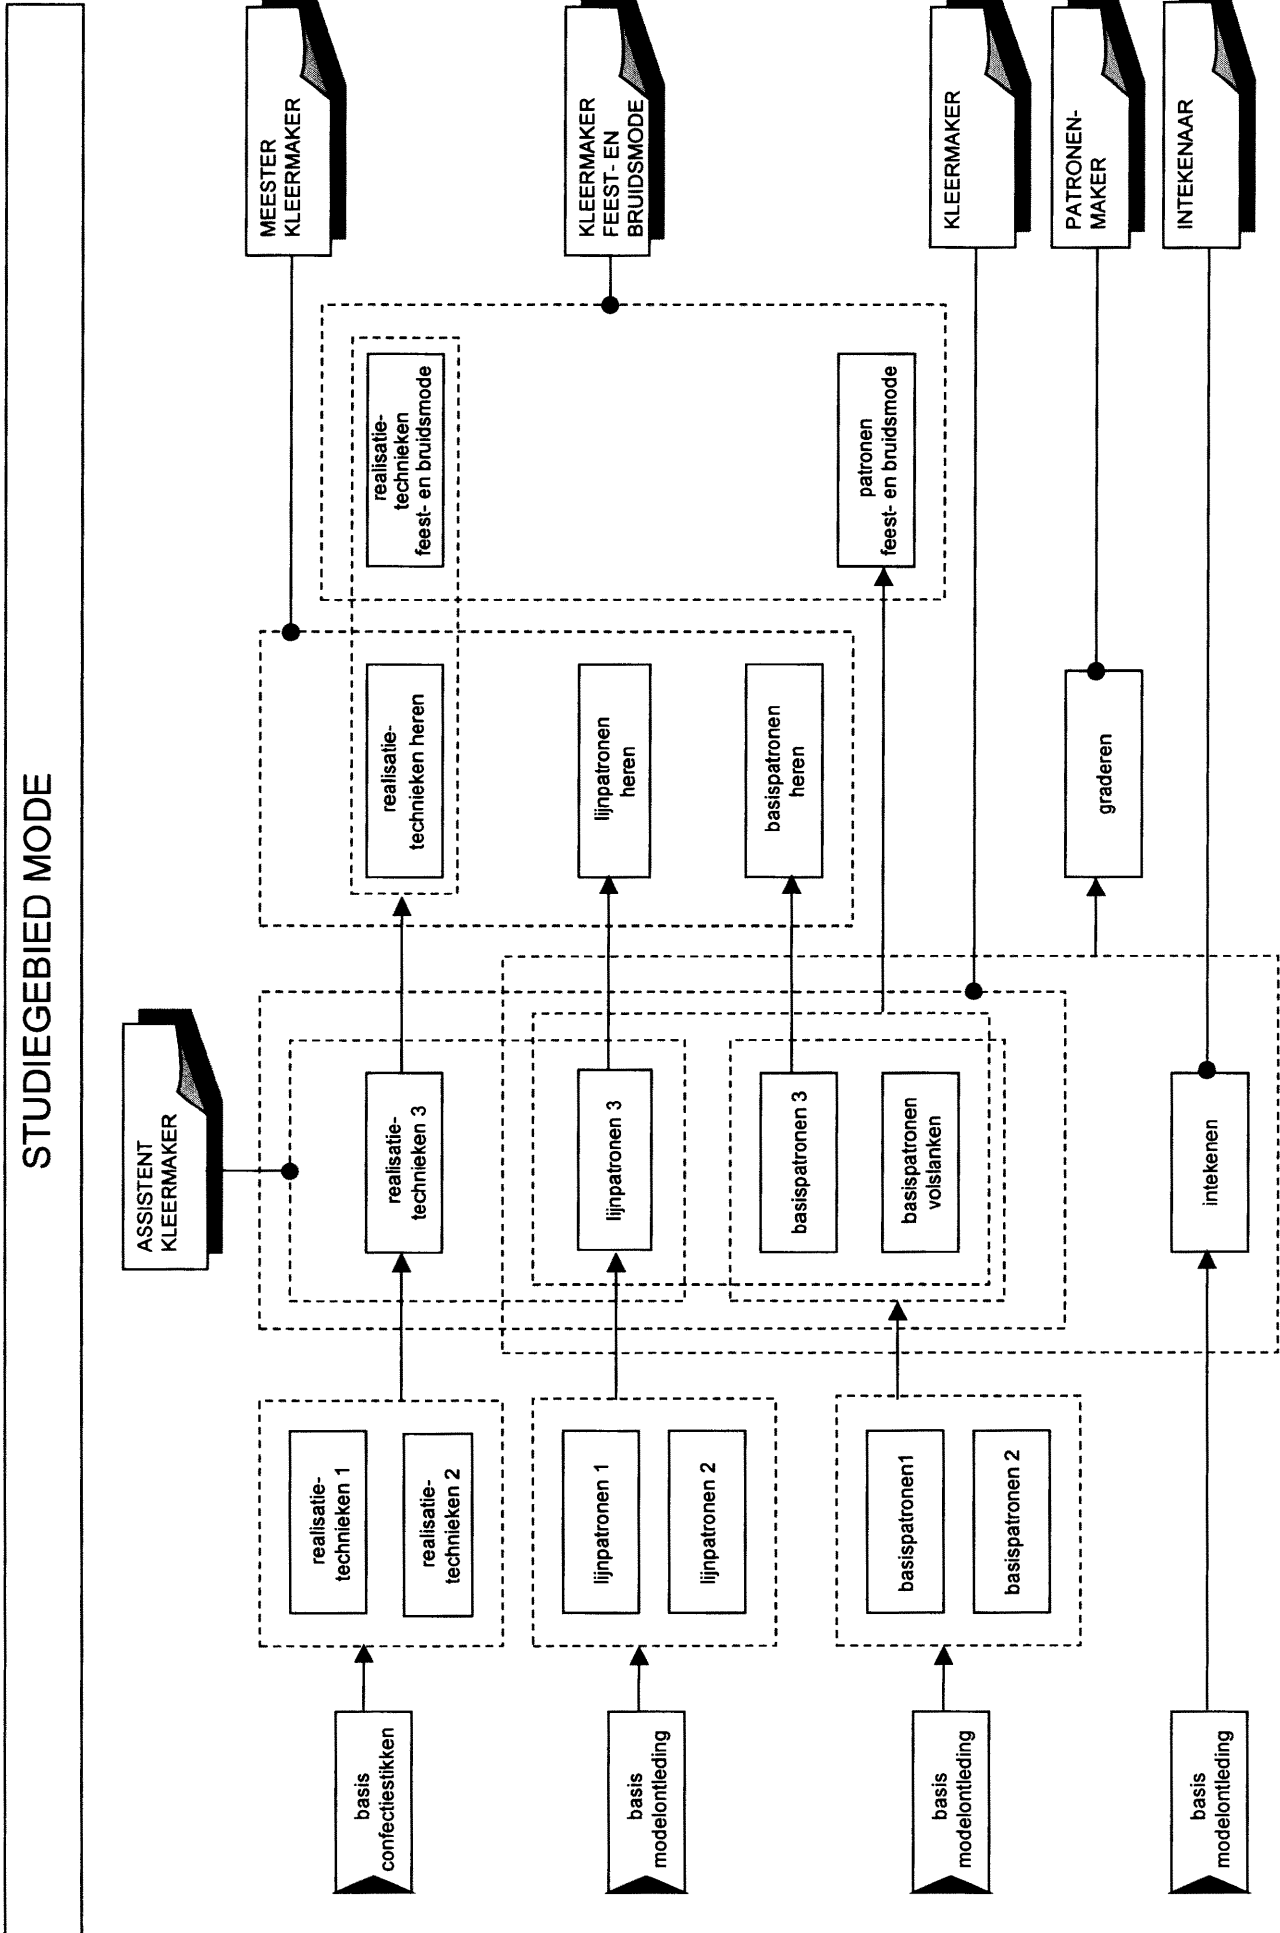 STUDIEGEBIED MODE
ASSISTENT
KLEERMAKER
MEESTER
KLEERMAKER
KLEERMAKER
FEEST- EN
BRUIDSMODE
KLEERMAKER
PATRONEN-
MAKER
INTEKENAAR
basis
confectiestikken
realisatie-
technieken 1
realisatie-
technieken 2
realisatie-
technieken 3
realisatie-
technieken heren
realisatie-
technieken
feest- en bruidsmode
basis
modelontleding
lijnpatronen 1
lijnpatronen 2
lijnpatronen 3
lijnpatronen
heren
basis
modelontleding
basispatronen1
basispatronen 2
basispatronen 3
basispatronen
volslanken
basispatronen
heren
patronen
feest- en bruidsmode
graderen
basis
modelontleding
intekenen